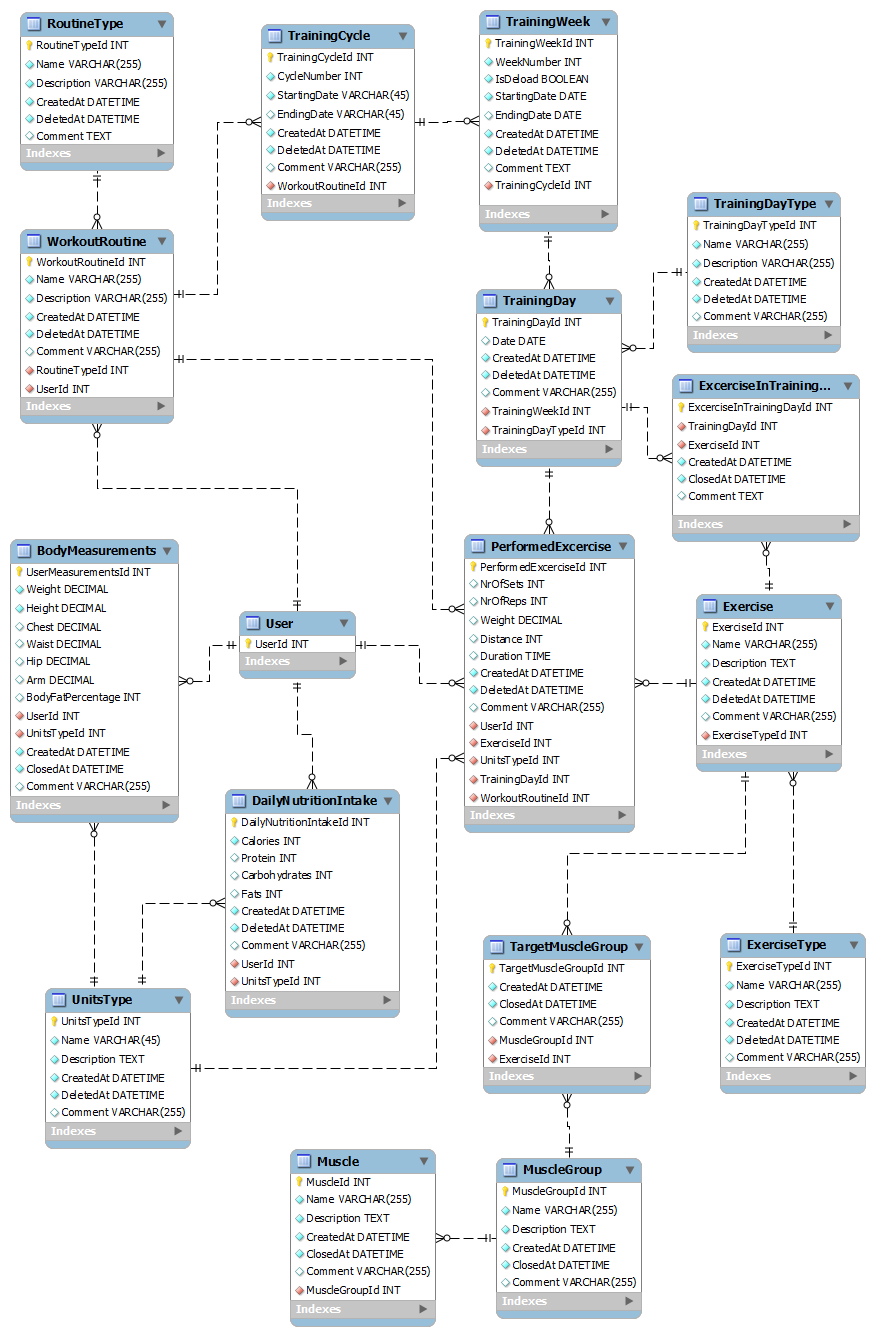 RoutineType
RoutineTypeId INT
Name VARCHAR(255)
Description VARCHAR(255)
CreatedAt DATETIME
DeletedAt DATETIME
Comment TEXT
Indexes
TrainingCycle
TrainingCycleId INT
CycleNumber INT
StartingDate VARCHAR(45)
EndingDate VARCHAR(45)
CreatedAt DATETIME
DeletedAt DATETIME
Comment VARCHAR(255)
WorkoutRoutineId INT
Indexes
TrainingWeek
TrainingWeekId INT
WeekNumber INT
IsDeload BOOLEAN
StartingDate DATE
EndingDate DATE
CreatedAt DATETIME
DeletedAt DATETIME
Comment TEXT
TrainingCycleId INT
Indexes
TrainingDayType
TrainingDayTypeId INT
Name VARCHAR(255)
Description VARCHAR(255)
CreatedAt DATETIME
DeletedAt DATETIME
Comment VARCHAR(255)
Indexes
WorkoutRoutine
WorkoutRoutineId INT
Name VARCHAR(255)
Description VARCHAR(255)
CreatedAt DATETIME
DeletedAt DATETIME
Comment VARCHAR(255)
RoutineTypeId INT
UserId INT
Indexes
TrainingDay
TrainingDayId INT
Date DATE
CreatedAt DATETIME
DeletedAt DATETIME
Comment VARCHAR(255)
TrainingWeekId INT
TrainingDayTypeId INT
Indexes
ExcerciseInTraining...
ExcerciseInTrainingDayId INT
TrainingDayId INT
ExerciseId INT
CreatedAt DATETIME
ClosedAt DATETIME
Comment TEXT
Indexes
BodyMeasurements
UserMeasurementsId INT
Weight DECIMAL
Height DECIMAL
Chest DECIMAL
Waist DECIMAL
Hip DECIMAL
Arm DECIMAL
BodyFatPercentage INT
UserId INT
UnitsTypeId INT
CreatedAt DATETIME
ClosedAt DATETIME
Comment VARCHAR(255)
Indexes
User
UserId INT
Indexes
PerformedExcercise
PerformedExcerciseId INT
NrOfSets INT
NrOfReps INT
Weight DECIMAL
Distance INT
Duration TIME
CreatedAt DATETIME
DeletedAt DATETIME
Comment VARCHAR(255)
UserId INT
ExerciseId INT
UnitsTypeId INT
TrainingDayId INT
WorkoutRoutineId INT
Indexes
Exercise
ExerciseId INT
Name VARCHAR(255)
Description TEXT
CreatedAt DATETIME
DeletedAt DATETIME
Comment VARCHAR(255)
ExerciseTypeId INT
Indexes
DailyNutritionIntake
DailyNutritionIntakeId INT
Calories INT
Protein INT
Carbohydrates INT
Fats INT
CreatedAt DATETIME
DeletedAt DATETIME
Comment VARCHAR(255)
UserId INT
UnitsTypeId INT
Indexes
TargetMuscleGroup
TargetMuscleGroupId INT
CreatedAt DATETIME
ClosedAt DATETIME
Comment VARCHAR(255)
MuscleGroupId INT
ExerciseId INT
Indexes
ExerciseType
ExerciseTypeId INT
Name VARCHAR(255)
Description TEXT
CreatedAt DATETIME
DeletedAt DATETIME
Comment VARCHAR(255)
Indexes
UnitsType
UnitsTypeId INT
Name VARCHAR(45)
Description TEXT
CreatedAt DATETIME
DeletedAt DATETIME
Comment VARCHAR(255)
Indexes
Muscle
MuscleId INT
Name VARCHAR(255)
Description TEXT
CreatedAt DATETIME
ClosedAt DATETIME
Comment VARCHAR(255)
MuscleGroupId INT
Indexes
MuscleGroup
MuscleGroupId INT
Name VARCHAR(255)
Description TEXT
CreatedAt DATETIME
ClosedAt DATETIME
Comment VARCHAR(255)
Indexes